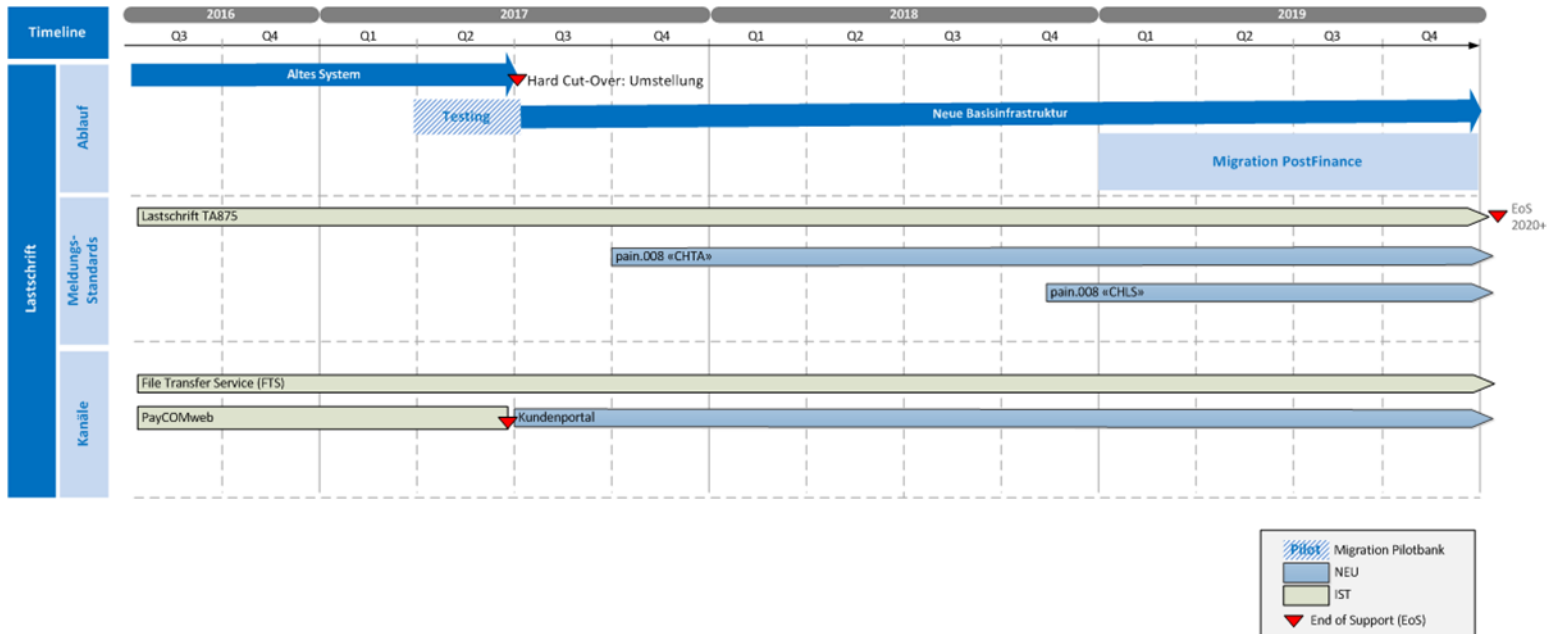 2016 2017 2018 2019
Timeline
Q3 Q4 Q1 Q2 Q3 Q4 Q1 Q2 Q3 Q4 Q1 Q2 Q3 Q4
Lastschrift
Ablauf
Altes System
Hard Cut-Over: Umstellung
Testing
Neue Basisinfrastruktur
Migration PostFinance
Meldungs-
Standards
Lastschrift TA875
EoS
2020+
pain.008 «CHTA»
pain.008 «CHLS»
Kanäle
File Transfer Service (FTS)
PayCOMweb
Kundenportal
Pilot Migration Pilotbank
NEU
IST
End of Support (EoS)